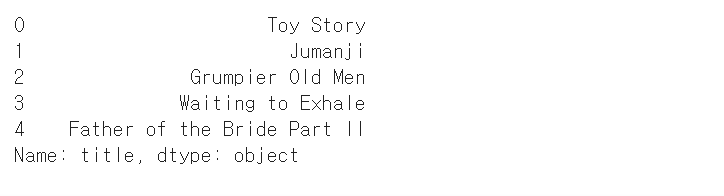 0                      Toy Story
1                        Jumanji
2               Grumpier Old Men
3              Waiting to Exhale
4    Father of the Bride Part II
Name: title, dtype: object